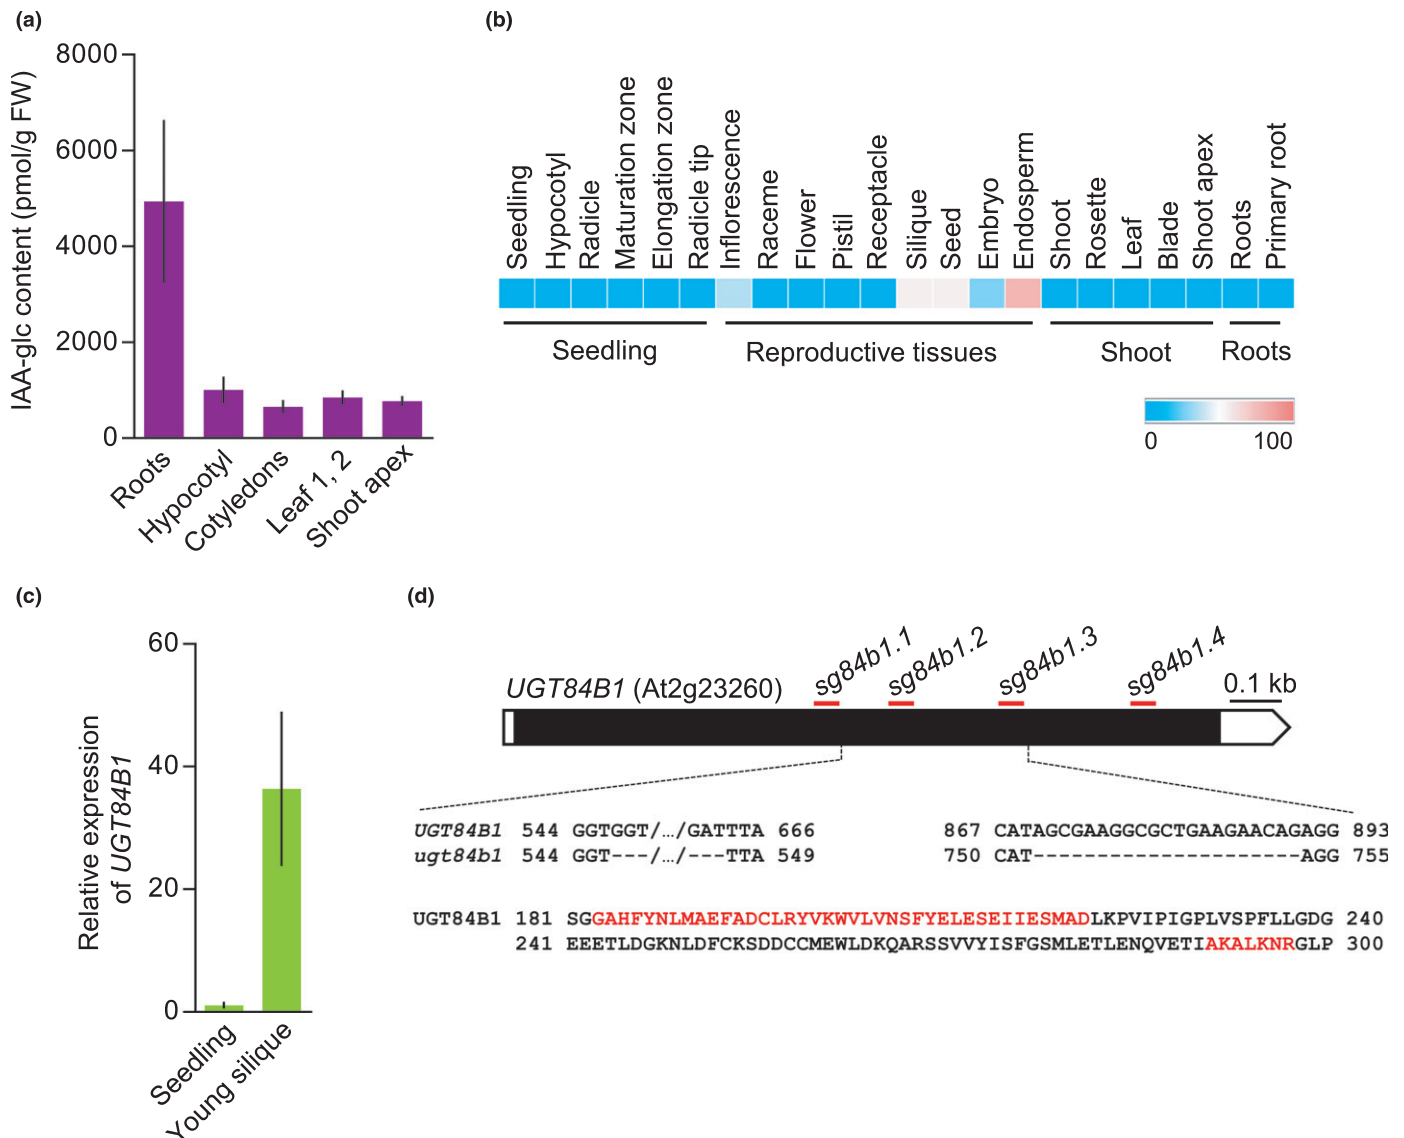 (a)
IAA-glc content (pmol/g FW)
8000
6000
4000
2000
0
Roots
Hypocotyl
Cotyledons
Leaf 1, 2
Shoot apex
(b)
Seedling
Hypocotyl
Radicle
Maturation zone
Elongation zone
Radicle tip
Inflorescence
Raceme
Flower
Pistil
Receptacle
Silique
Seed
Embryo
Endosperm
Shoot
Rosette
Leaf
Blade
Shoot apex
Roots
Primary root
Seedling
Reproductive tissues
Shoot
Roots
0 100
(c)
Relative expression
of UGT84B1
60
40
20
0
Seedling
Young silique
(d)
UGT84B1 (At2g23260)
sg84b1.1
sg84b1.2
sg84b1.3
sg84b1.4
0.1 kb
UGT84B1 544 GGTGGT/…/GATTTA 666 867 CATAGCGAAGGCGCTGAAGAACAGAGG 893
ugt84b1 544 GGT---/…/---TTA 549 750 CAT---------------------AGG 755
UGT84B1 181 SGGAHFYNLMAEFADCLRYVKWVLVNSFYELESEIIESMADLKPVIPIGPLVSPFLLGDG 240
241 EEETLDGKNLDFCKSDDCCMEWLDKQARSSVVYISFGSMLETLENQVETIAKALKNRGLP 300